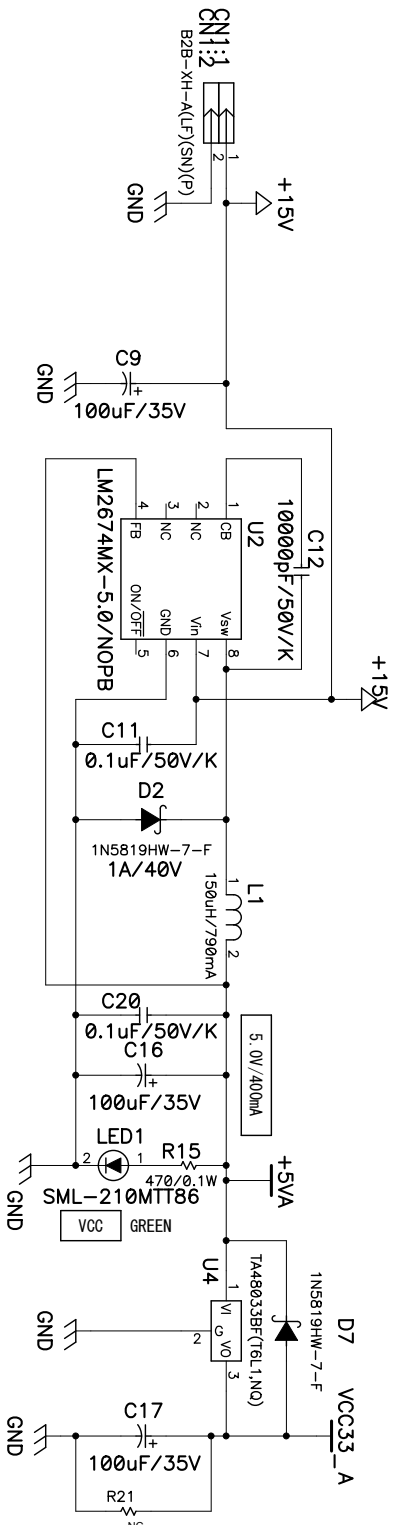 CN1:1
CN1:2
B2B-XH-A(LF)(SN)(P)
1
2
GND
+15V
C9
+
100uF/35V
GND
C12
10000pF/50V/K
U2
LM2674MX-5.0/NOPB
1
CB
2
NC
3
NC
4
FB
Vsw
8
Vin
7
GND
6
ON/OFF
5
+15V
C11
0.1uF/50V/K
D2
1N5819HW-7-F
1A/40V
L1
150uH/790mA
1
2
C20
0.1uF/50V/K
C16
+
100uF/35V
5.0V/400mA
LED1
2
1
SML-210MTT86
VCC
GREEN
R15
470/0.1W
GND
+5VA
U4
TA48033BF(T6L1,NQ)
1
VI
G
2
VO
3
GND
D7
1N5819HW-7-F
VCC33_A
C17
+
100uF/35V
GND
R21